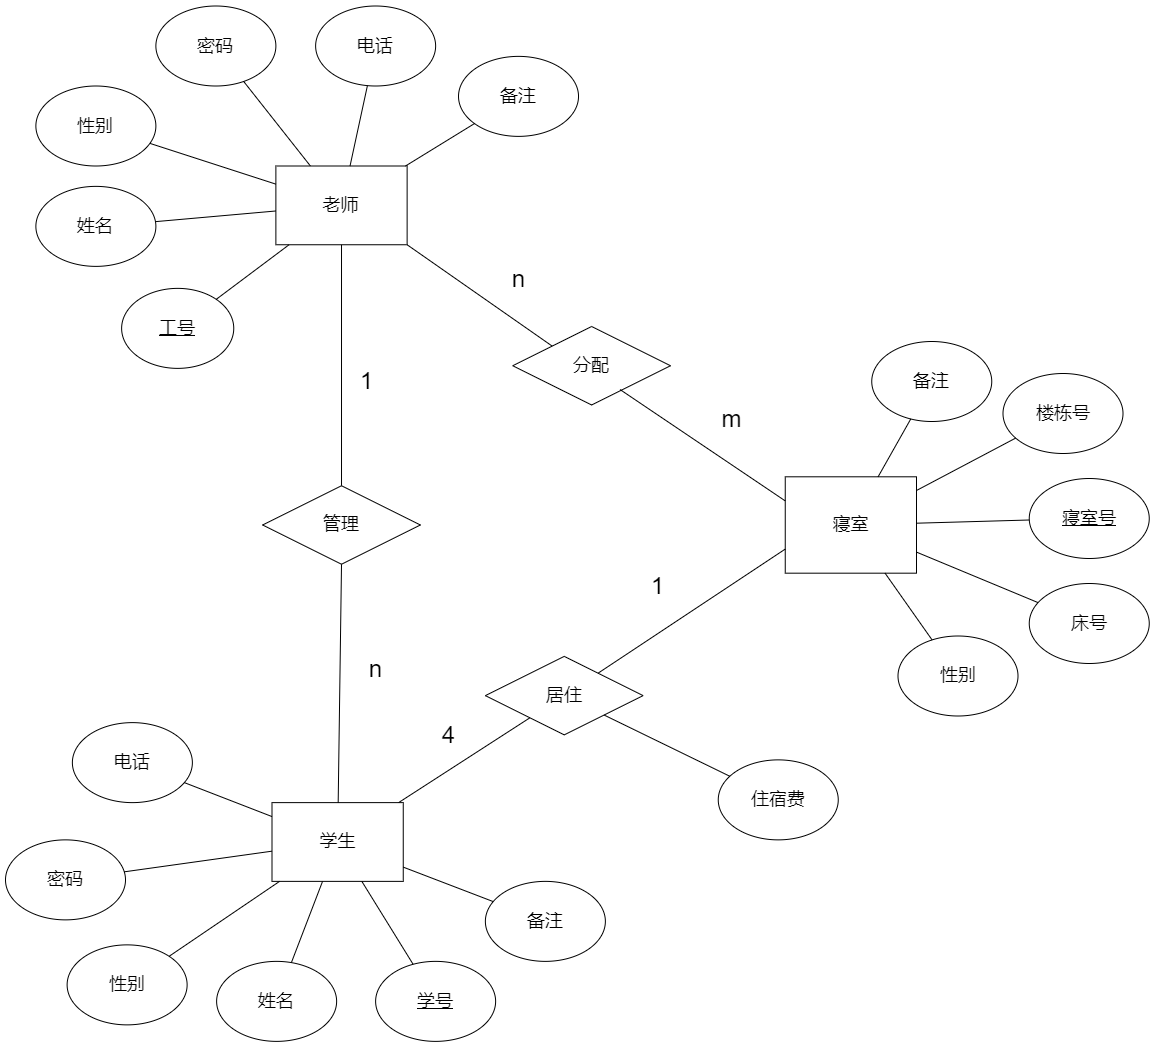 密码
电话
备注
性别
老师
姓名
n
工号
分配
1
备注
楼栋号
m
寝室号
管理
寝室
1
床号
n
性别
居住
4
电话
住宿费
学生
密码
备注
性别
姓名
学号